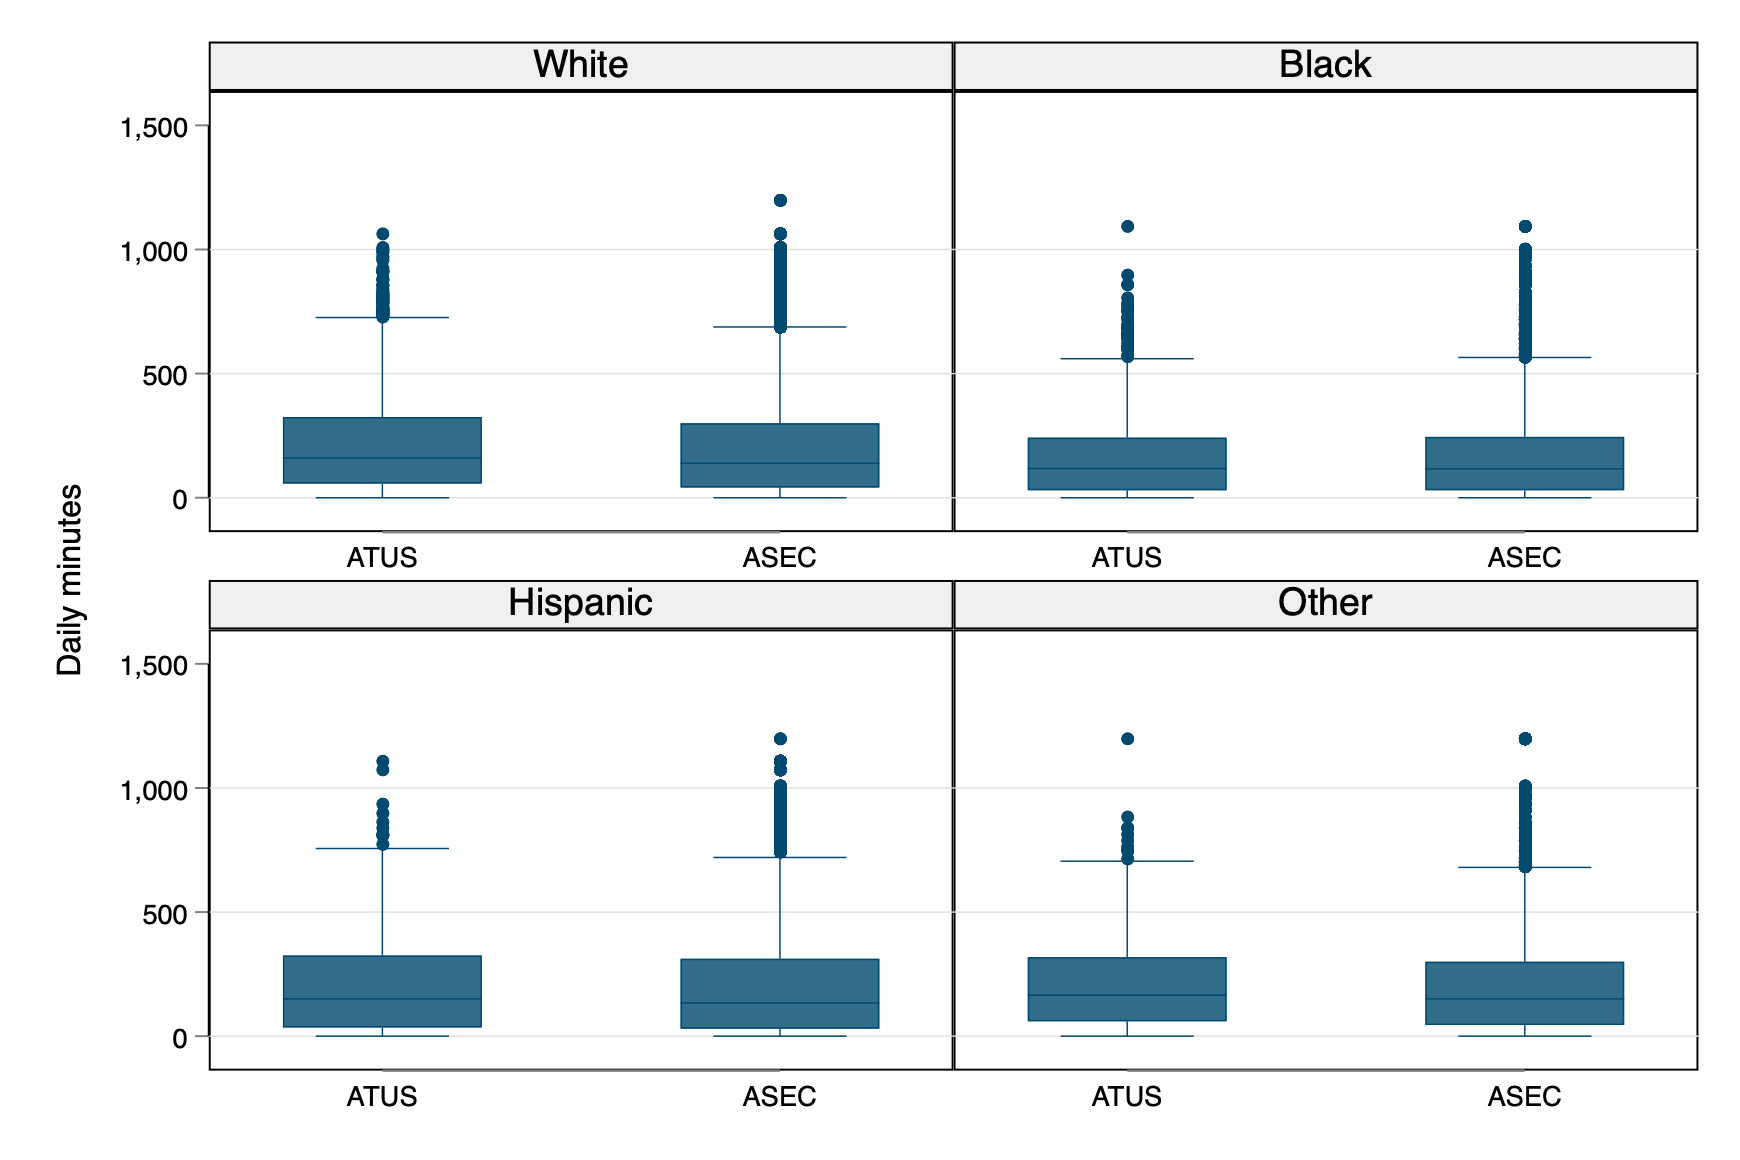 White
Black
1,500
1,000
500
0
ATUS
ASEC
ATUS
ASEC
Daily minutes
Hispanic
Other
1,500
1,000
500
0
ATUS
ASEC
ATUS
ASEC